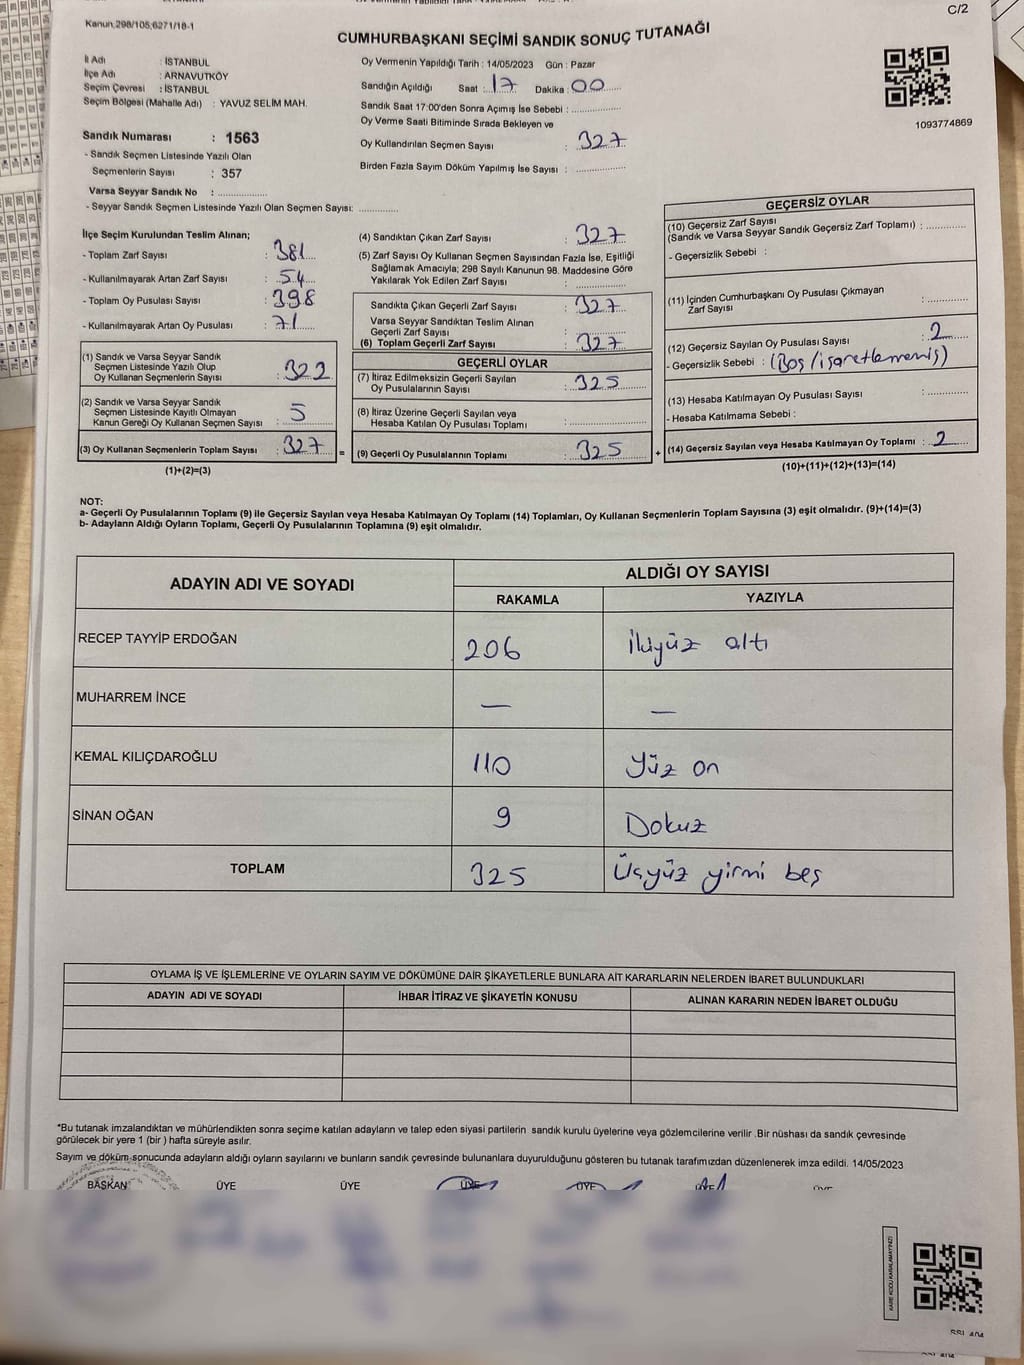 C/2
Kanun,298/105,6271/18-1
CUMHURBAŞKANI SEÇİMİ SANDIK SONUÇ TUTANAĞI
İl Adı : İSTANBUL
İlçe Adı : ARNAVUTKÖY
Seçim Çevresi : İSTANBUL
Seçim Bölgesi (Mahalle Adı) : YAVUZ SELİM MAH.
Sandık Numarası : 1563
- Sandık Seçmen Listesinde Yazılı Olan
Seçmenlerin Sayısı : 357
Varsa Seyyar Sandık No : ..................
- Seyyar Sandık Seçmen Listesinde Yazılı Olan Seçmen Sayısı: ............
Oy Vermenin Yapıldığı Tarih : 14/05/2023 Gün : Pazar
Sandığın Açıldığı Saat : 17 Dakika : 00
Sandık Saat 17:00'den Sonra Açımış İse Sebebi : ..............
Oy Verme Saati Bitiminde Sırada Bekleyen ve
Oy Kullandırılan Seçmen Sayısı : 327
Birden Fazla Sayım Döküm Yapılmış İse Sayısı : ..............
1093774869
İlçe Seçim Kurulundan Teslim Alınan;
- Toplam Zarf Sayısı : 381
- Kullanılmayarak Artan Zarf Sayısı : 54
- Toplam Oy Pusulası Sayısı : 398
- Kullanılmayarak Artan Oy Pusulası : 71
(1) Sandık ve Varsa Seyyar Sandık
Seçmen Listesinde Yazılı Olup
Oy Kullanan Seçmenlerin Sayısı : 322
(2) Sandık ve Varsa Seyyar Sandık
Seçmen Listesinde Kayıtlı Olmayan
Kanun Gereği Oy Kullanan Seçmen Sayısı : 5
(3) Oy Kullanan Seçmenlerin Toplam Sayısı : 327
(1)+(2)=(3)
=
(4) Sandıktan Çıkan Zarf Sayısı : 327
(5) Zarf Sayısı Oy Kullanan Seçmen Sayısından Fazla İse, Eşitliği
Sağlamak Amacıyla; 298 Sayılı Kanunun 98. Maddesine Göre
Yakılarak Yok Edilen Zarf Sayısı : ..............
Sandıkta Çıkan Geçerli Zarf Sayısı : 327
Varsa Seyyar Sandıktan Teslim Alınan
Geçerli Zarf Sayısı
(6) Toplam Geçerli Zarf Sayısı : 327
GEÇERLİ OYLAR
(7) İtiraz Edilmeksizin Geçerli Sayılan
Oy Pusulalarının Sayısı : 325
(8) İtiraz Üzerine Geçerli Sayılan veya
Hesaba Katılan Oy Pusulası Toplamı : ..............
(9) Geçerli Oy Pusulalarının Toplamı : 325
+
GEÇERSİZ OYLAR
(10) Geçersiz Zarf Sayısı
(Sandık ve Varsa Seyyar Sandık Geçersiz Zarf Toplamı) : ............
- Geçersizlik Sebebi :
(11) İçinden Cumhurbaşkanı Oy Pusulası Çıkmayan
Zarf Sayısı : ............
(12) Geçersiz Sayılan Oy Pusulası Sayısı : 2
- Geçersizlik Sebebi : (Boş/işaretlememiş)
(13) Hesaba Katılmayan Oy Pusulası Sayısı : ............
- Hesaba Katılmama Sebebi :
(14) Geçersiz Sayılan veya Hesaba Katılmayan Oy Toplamı : 2
(10)+(11)+(12)+(13)=(14)
NOT:
a- Geçerli Oy Pusulalarının Toplamı (9) ile Geçersiz Sayılan veya Hesaba Katılmayan Oy Toplamı (14) Toplamları, Oy Kullanan Seçmenlerin Toplam Sayısına (3) eşit olmalıdır. (9)+(14)=(3)
b- Adayların Aldığı Oyların Toplamı, Geçerli Oy Pusulalarının Toplamına (9) eşit olmalıdır.
ADAYIN ADI VE SOYADI
ALDIĞI OY SAYISI
RAKAMLA YAZIYLA
RECEP TAYYİP ERDOĞAN 206 İkiyüz altı
MUHARREM İNCE — —
KEMAL KILIÇDAROĞLU 110 Yüz on
SİNAN OĞAN 9 Dokuz
TOPLAM 325 Üçyüz yirmi beş
OYLAMA İŞ VE İŞLEMLERİNE VE OYLARIN SAYIM VE DÖKÜMÜNE DAİR ŞİKAYETLERLE BUNLARA AİT KARARLARIN NELERDEN İBARET BULUNDUKLARI
ADAYIN ADI VE SOYADI İHBAR İTİRAZ VE ŞİKAYETİN KONUSU ALINAN KARARIN NEDEN İBARET OLDUĞU
*Bu tutanak imzalandıktan ve mühürlendikten sonra seçime katılan adayların ve talep eden siyasi partilerin sandık kurulu üyelerine veya gözlemcilerine verilir .Bir nüshası da sandık çevresinde
görülecek bir yere 1 (bir ) hafta süreyle asılır.
Sayım ve döküm sonucunda adayların aldığı oyların sayılarını ve bunların sandık çevresinde bulunanlara duyurulduğunu gösteren bu tutanak tarafımızdan düzenlenerek imza edildi. 14/05/2023
BAŞKAN ÜYE ÜYE ÜYE ÜYE ÜYE ÜYE
KARE KODU KARALAMAYINIZ!